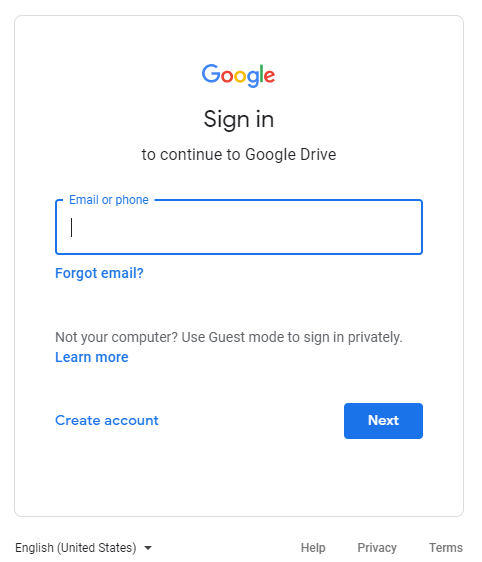 Google
Sign in
to continue to Google Drive
Email or phone
Forgot email?
Not your computer? Use Guest mode to sign in privately.
Learn more
Create account
Next
English (United States)
Help
Privacy
Terms